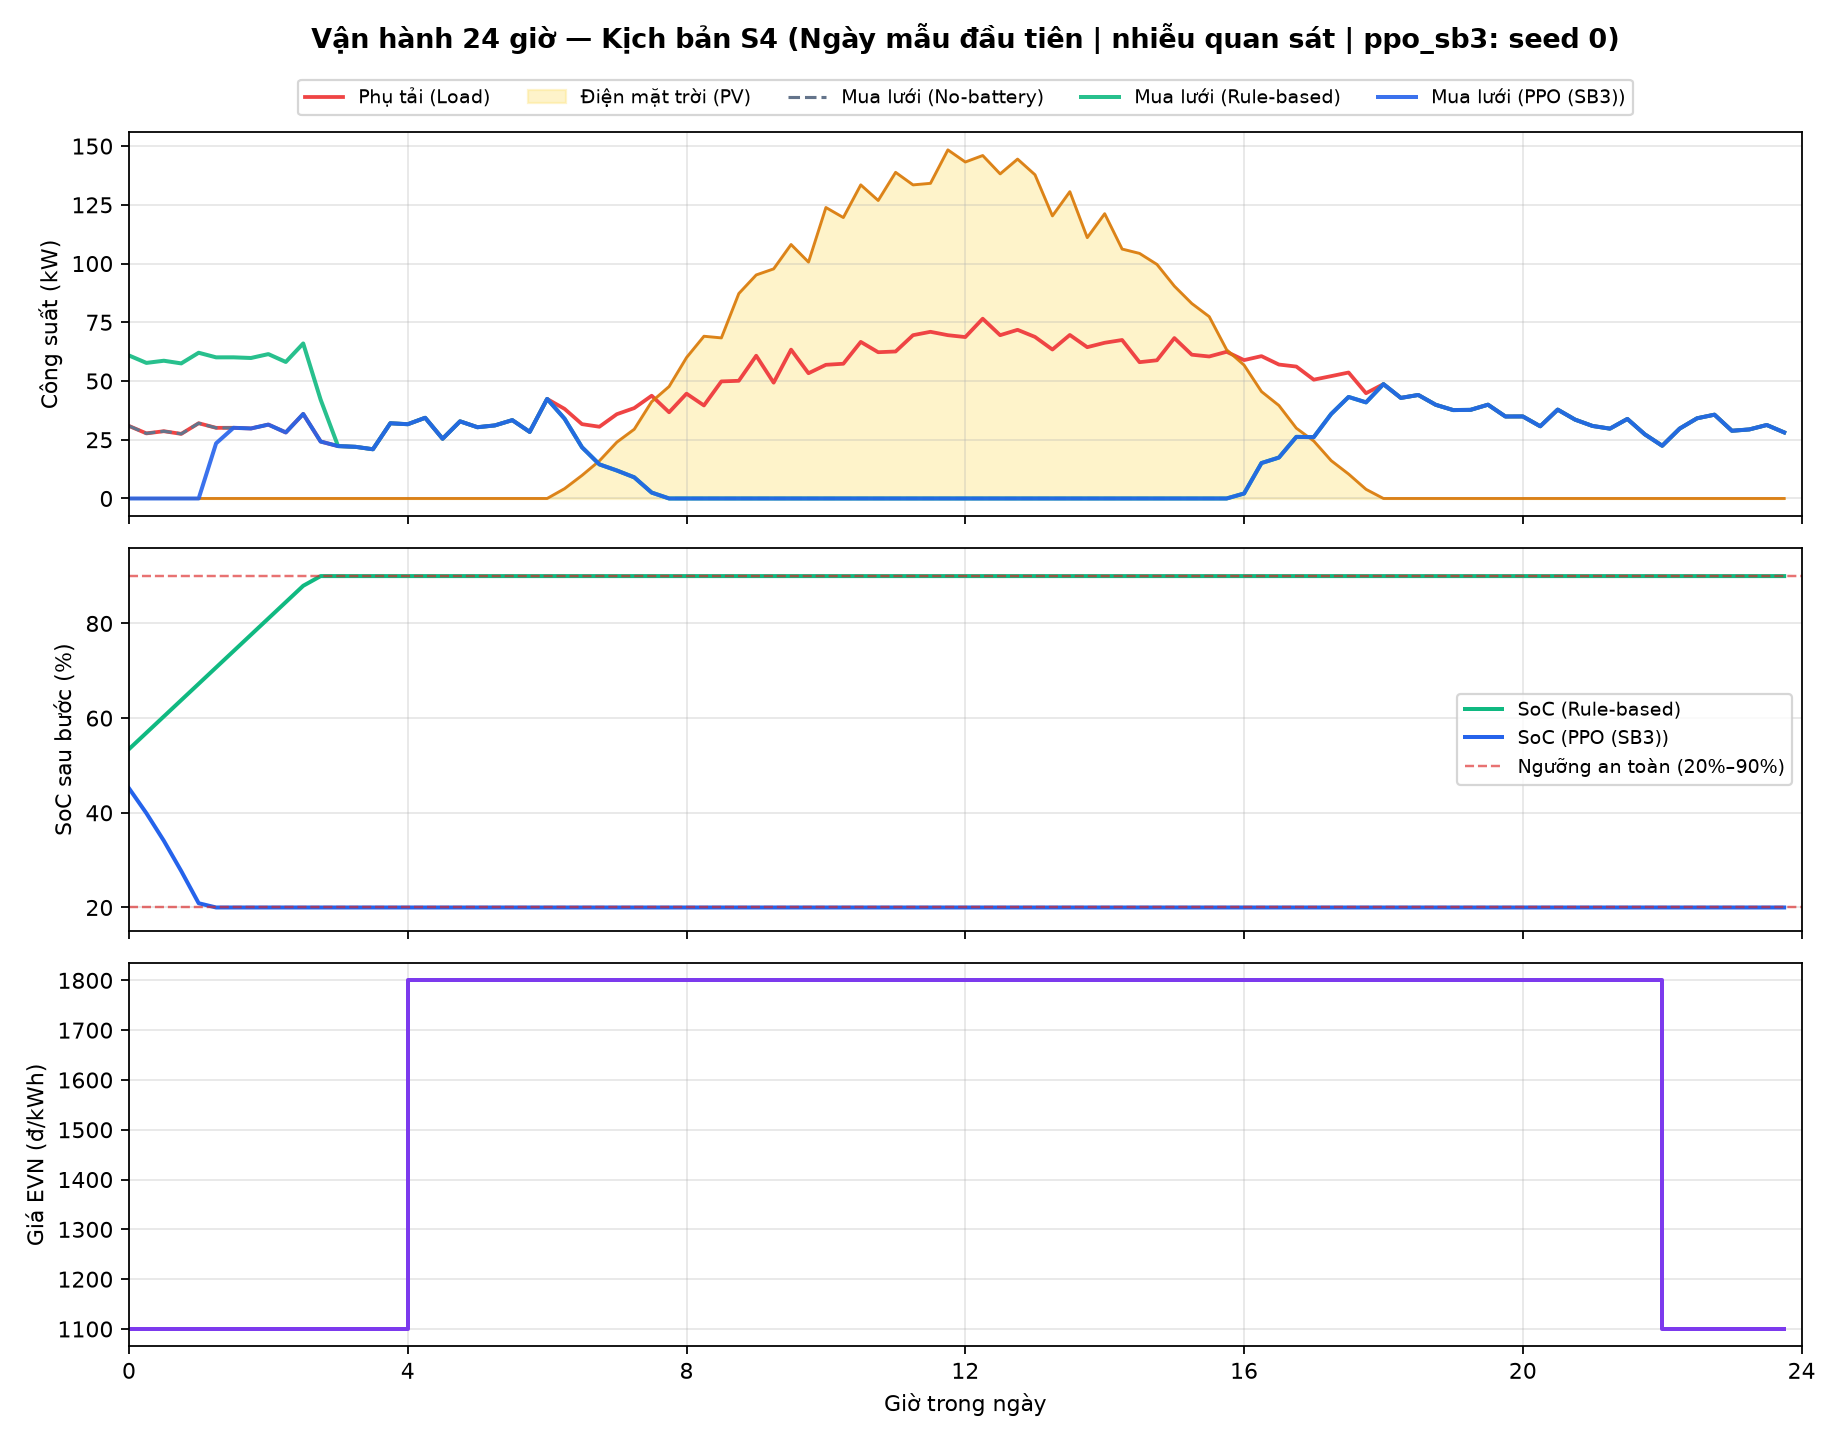 Vận hành 24 giờ — Kịch bản S4 (Ngày mẫu đầu tiên | nhiễu quan sát | ppo_sb3: seed 0)
Phụ tải (Load) Điện mặt trời (PV) Mua lưới (No-battery) Mua lưới (Rule-based) Mua lưới (PPO (SB3))
Công suất (kW)
150
125
100
75
50
25
0
SoC sau bước (%)
80
60
40
20
SoC (Rule-based)
SoC (PPO (SB3))
Ngưỡng an toàn (20%–90%)
Giá EVN (đ/kWh)
1800
1700
1600
1500
1400
1300
1200
1100
0 4 8 12 16 20 24
Giờ trong ngày